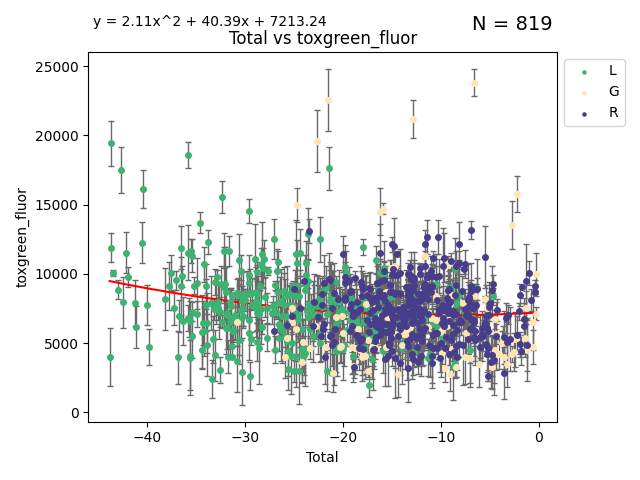 y = 2.11x^2 + 40.39x + 7213.24
N = 819
Total vs toxgreen_fluor
25000
20000
15000
10000
5000
0
toxgreen_fluor
−40
−30
−20
−10
0
Total
L
G
R